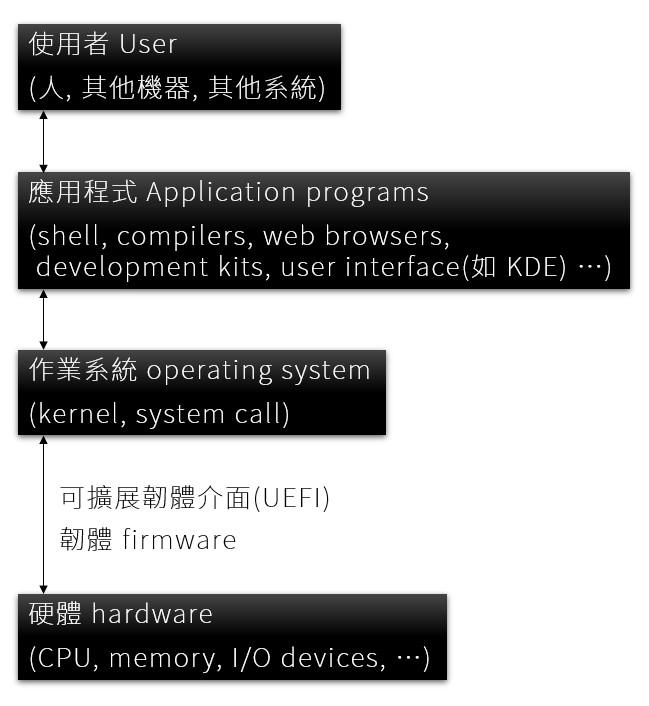 使用者 User
(人, 其他機器, 其他系統)
應用程式 Application programs
(shell, compilers, web browsers,
development kits, user interface(如 KDE) …)
作業系統 operating system
(kernel, system call)
可擴展韌體介面(UEFI)
韌體 firmware
硬體 hardware
(CPU, memory, I/O devices, …)